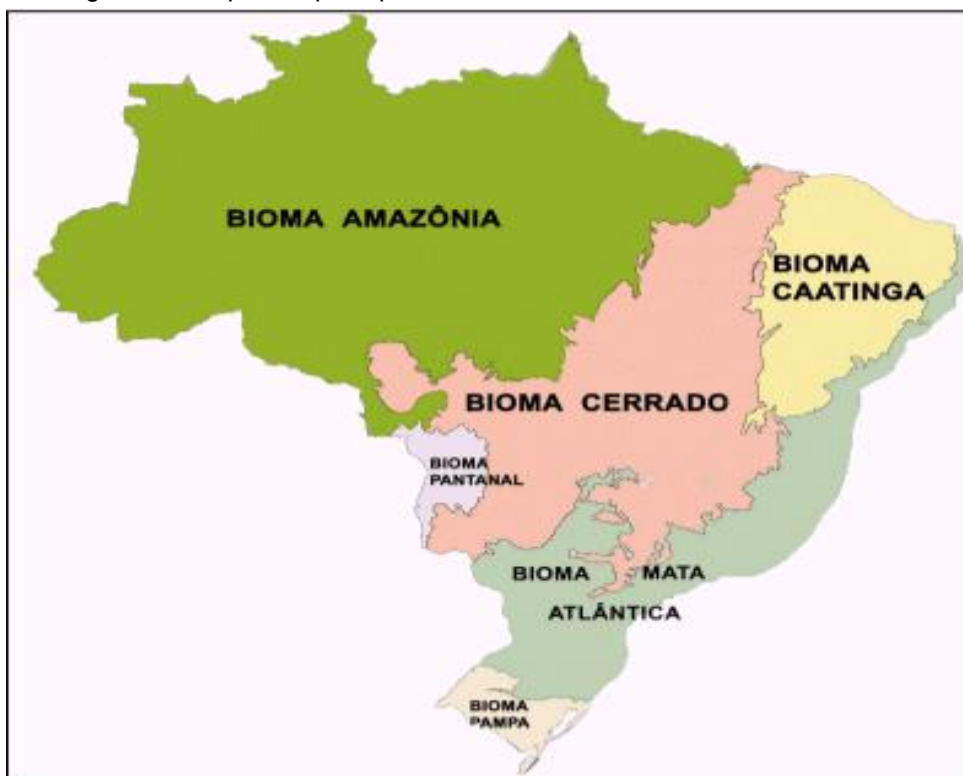 BIOMA AMAZÔNIA
BIOMA
CAATINGA
BIOMA CERRADO
BIOMA
PANTANAL
BIOMA MATA
ATLÂNTICA
BIOMA
PAMPA